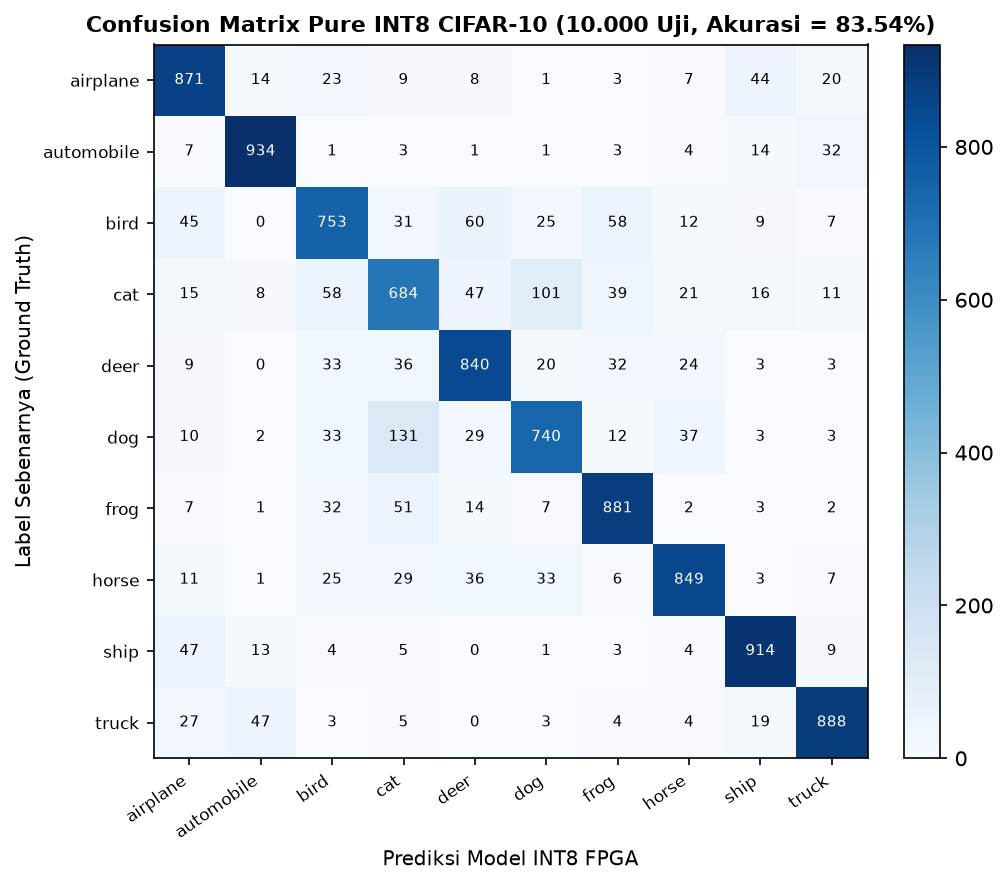 Confusion Matrix Pure INT8 CIFAR-10 (10.000 Uji, Akurasi = 83.54%)
Label Sebenarnya (Ground Truth)
airplane 871 14 23 9 8 1 3 7 44 20
automobile 7 934 1 3 1 1 3 4 14 32
bird 45 0 753 31 60 25 58 12 9 7
cat 15 8 58 684 47 101 39 21 16 11
deer 9 0 33 36 840 20 32 24 3 3
dog 10 2 33 131 29 740 12 37 3 3
frog 7 1 32 51 14 7 881 2 3 2
horse 11 1 25 29 36 33 6 849 3 7
ship 47 13 4 5 0 1 3 4 914 9
truck 27 47 3 5 0 3 4 4 19 888
airplane automobile bird cat deer dog frog horse ship truck
Prediksi Model INT8 FPGA
800
600
400
200
0